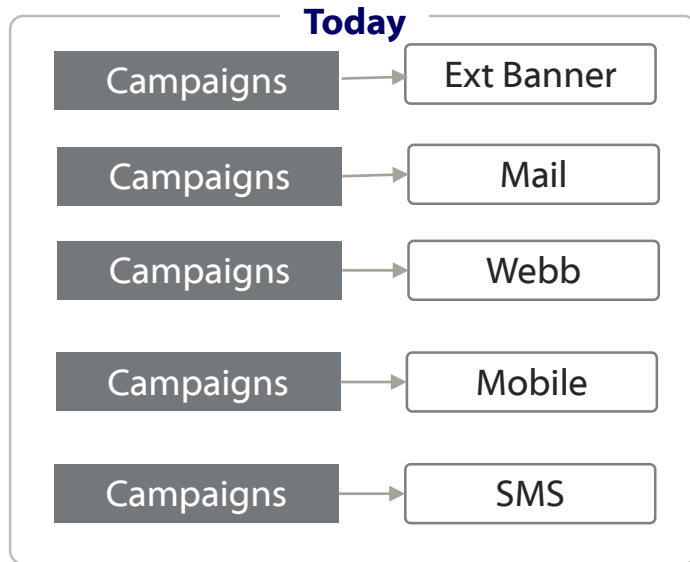 Today
Campaigns
Ext Banner
Campaigns
Mail
Campaigns
Webb
Campaigns
Mobile
Campaigns
SMS